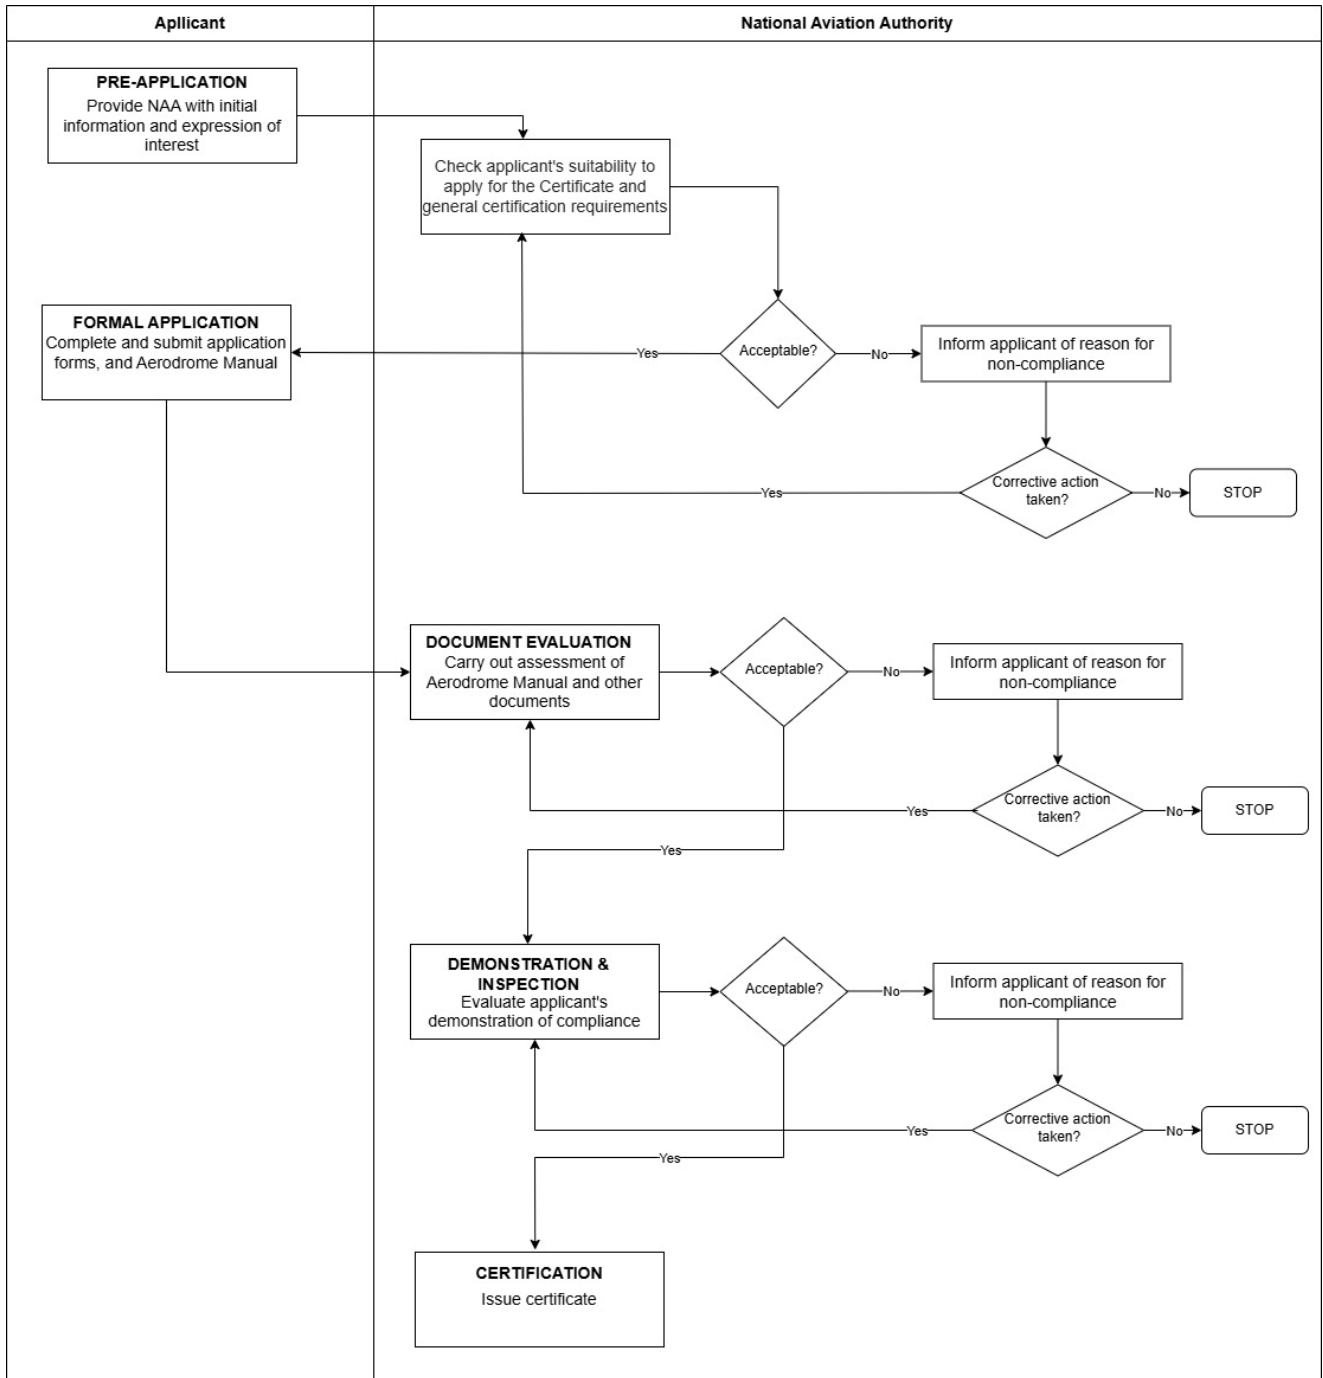 Apllicant
National Aviation Authority
PRE-APPLICATION
Provide NAA with initial
information and expression of
interest
Check applicant's suitability to
apply for the Certificate and
general certification requirements
FORMAL APPLICATION
Complete and submit application
forms, and Aerodrome Manual
Yes
Acceptable?
No
Inform applicant of reason for
non-compliance
Yes
Corrective action
taken?
No
STOP
DOCUMENT EVALUATION
Carry out assessment of
Aerodrome Manual and other
documents
Acceptable?
No
Inform applicant of reason for
non-compliance
Yes
Corrective action
taken?
No
STOP
Yes
DEMONSTRATION &
INSPECTION
Evaluate applicant's
demonstration of compliance
Acceptable?
No
Inform applicant of reason for
non-compliance
Yes
Corrective action
taken?
No
STOP
Yes
CERTIFICATION
Issue certificate